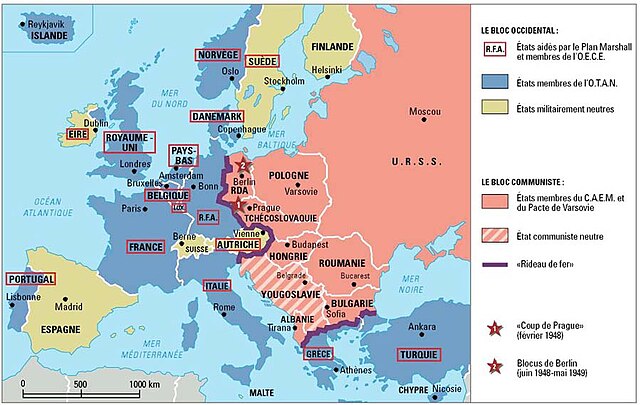 Reykjavik
ISLANDE
NORVÈGE
Oslo
SUÈDE
Stockholm
FINLANDE
Helsinki
MER
DU NORD
DANEMARK
Copenhague
MER
BALTIQUE
Moscou
U.R.S.S.
Dublin
EIRE
ROYAUME-
UNI
Londres
PAYS-
BAS
Amsterdam
Bruxelles
BELGIQUE
LUX.
Bonn
R.F.A.
2
Berlin
RDA
POLOGNE
Varsovie
1
Prague
TCHÉCOSLOVAQUIE
OCÉAN
ATLANTIQUE
Paris
FRANCE
Berne
SUISSE
Vienne
AUTRICHE
Budapest
HONGRIE
ROUMANIE
Bucarest
Belgrade
YOUGOSLAVIE
BULGARIE
Sofia
ALBANIE
Tirana
MER
NOIRE
PORTUGAL
Lisbonne
Madrid
ESPAGNE
ITALIE
Rome
MER
MÉDITERRANÉE
GRÈCE
Athènes
Ankara
TURQUIE
MALTE
CHYPRE
Nicosie
0 500 1000 km
LE BLOC OCCIDENTAL :
R.F.A.
États aidés par le Plan Marshall
et membres de l'O.E.C.E.
États membres de l'O.T.A.N.
États militairement neutres
LE BLOC COMMUNISTE :
États membres du C.A.E.M. et
du Pacte de Varsovie
État communiste neutre
«Rideau de fer»
1
«Coup de Prague»
(février 1948)
2
Blocus de Berlin
(juin 1948-mai 1949)